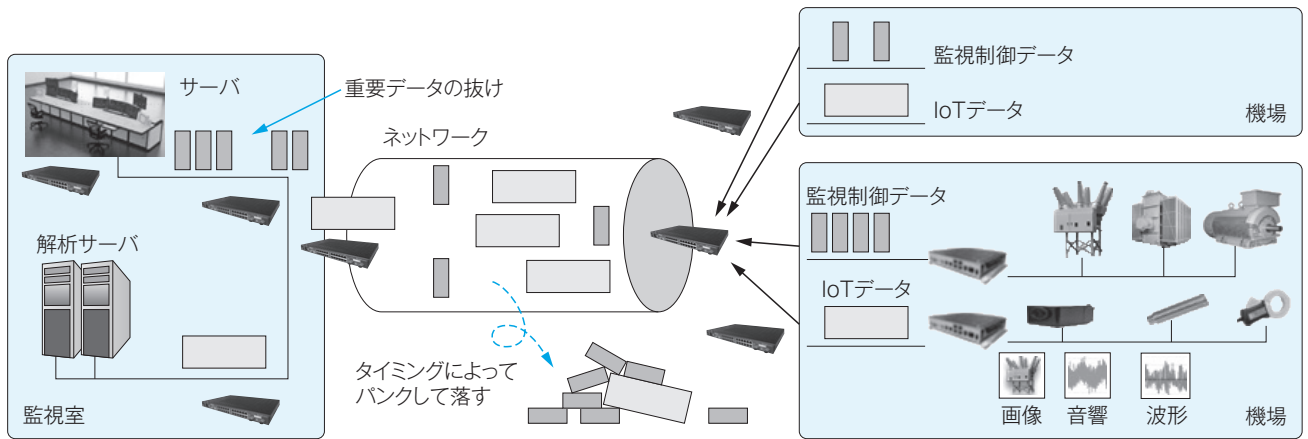 サーバ
重要データの抜け
解析サーバ
監視室
ネットワーク
タイミングによって
パンクして落す
監視制御データ
IoTデータ
機場
監視制御データ
IoTデータ
画像
音響
波形
機場